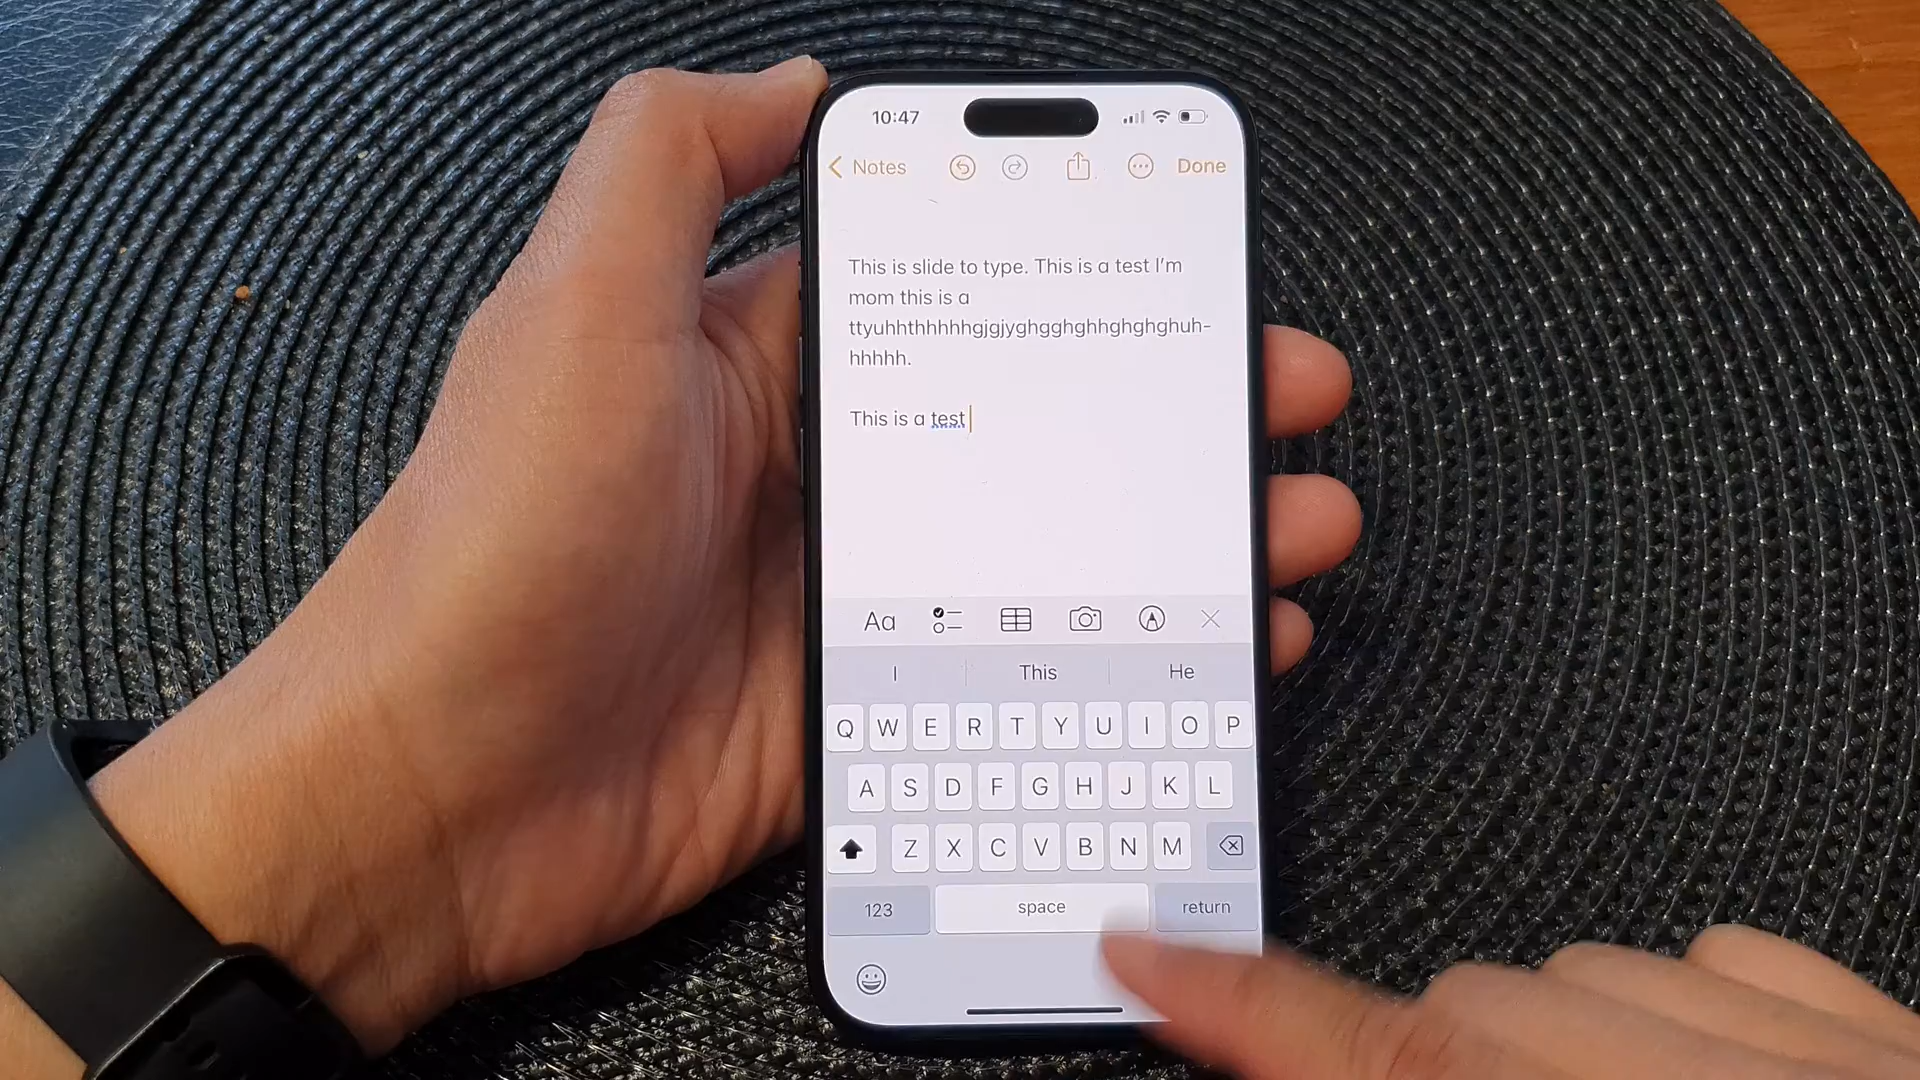 10:47
Notes Done
This is slide to type. This is a test I'm
mom this is a
ttyuhhthhhhhgjgjyghgghghhghghghuh-
hhhhh.
This is a test
Aa
I This He
Q W E R T Y U I O P
A S D F G H J K L
Z X C V B N M
123 space return